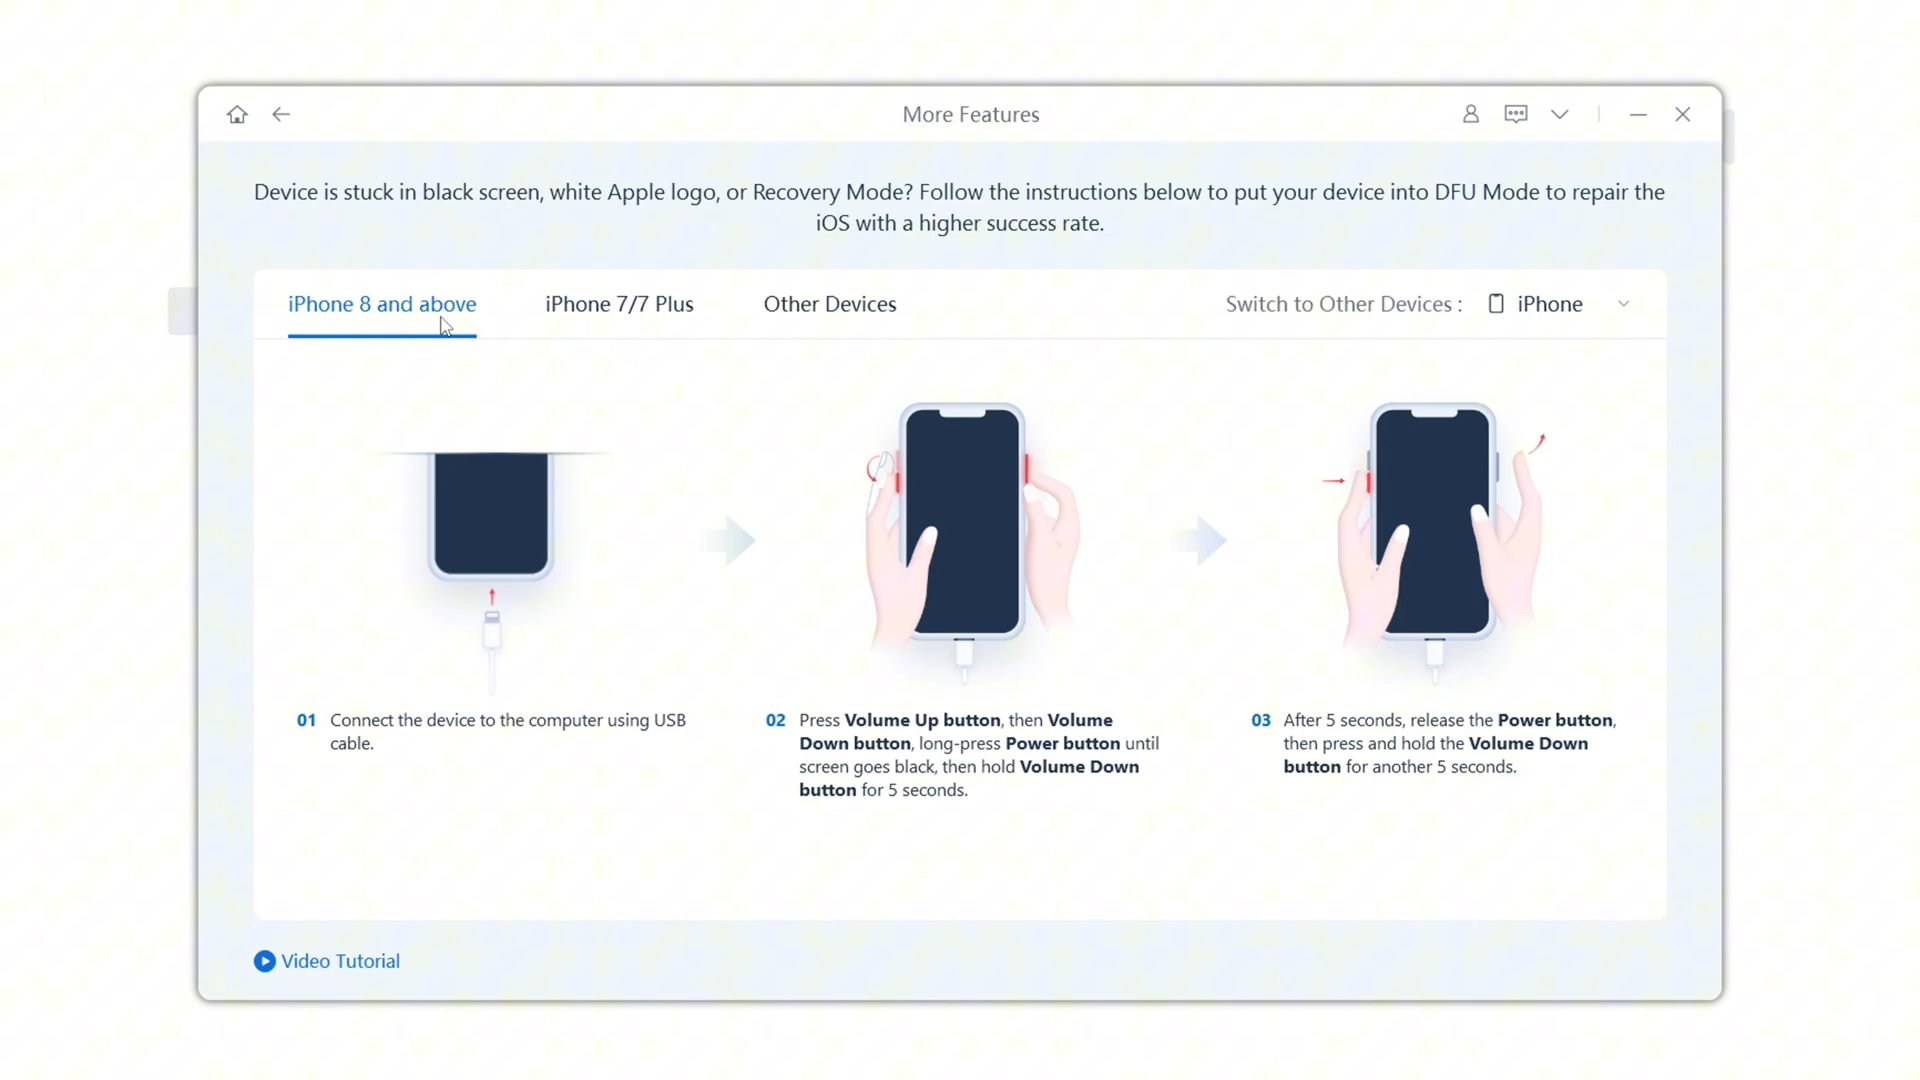 More Features
Device is stuck in black screen, white Apple logo, or Recovery Mode? Follow the instructions below to put your device into DFU Mode to repair the
iOS with a higher success rate.
iPhone 8 and above
iPhone 7/7 Plus
Other Devices
Switch to Other Devices :
iPhone
01 Connect the device to the computer using USB
cable.
02 Press Volume Up button, then Volume
Down button, long-press Power button until
screen goes black, then hold Volume Down
button for 5 seconds.
03 After 5 seconds, release the Power button,
then press and hold the Volume Down
button for another 5 seconds.
Video Tutorial